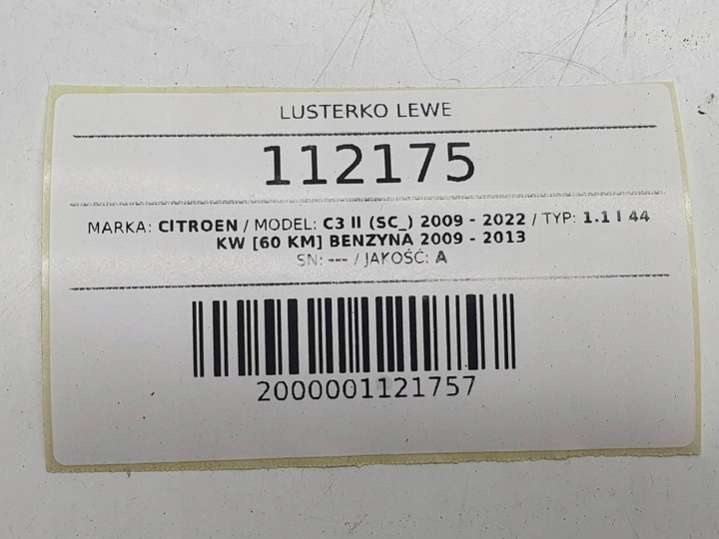 LUSTERKO LEWE
112175
MARKA: CITROEN / MODEL: C3 II (SC_) 2009 - 2022 / TYP: 1.1 I 44
KW [60 KM] BENZYNA 2009 - 2013
SN: --- / JAKOŚĆ: A
2000001121757